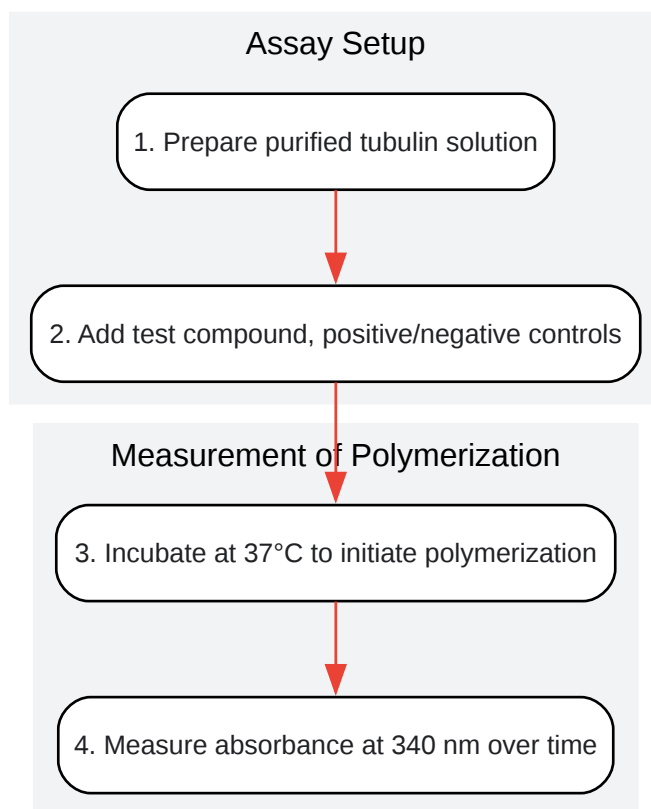 Assay Setup
1. Prepare purified tubulin solution
2. Add test compound, positive/negative controls
Measurement of Polymerization
3. Incubate at 37°C to initiate polymerization
4. Measure absorbance at 340 nm over time